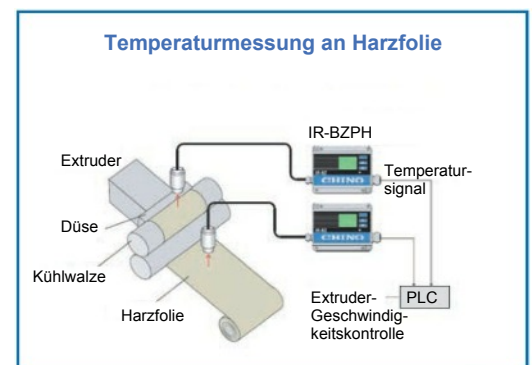 Temperaturmessung an Harzfolie
IR-BZPH
Extruder
Temperatur-
signal
CHINO
Düse
CHINO
Kühlwalze
Harzfolie
Extruder-
Geschwindig-
keitskontrolle
PLC